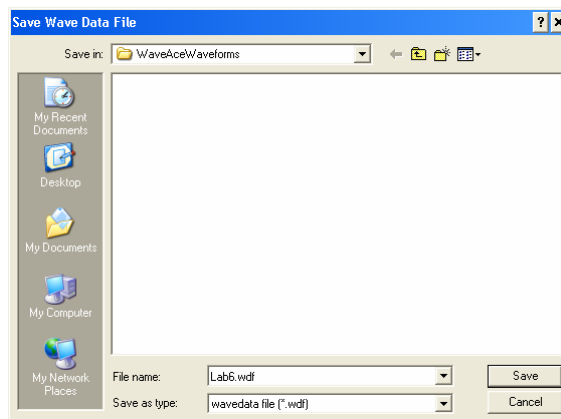 Save Wave Data File
Save in: WaveAceWaveforms
My Recent
Documents
Desktop
My Documents
My Computer
My Network
Places
File name: Lab6.wdf Save
Save as type: wavedata file (*.wdf) Cancel